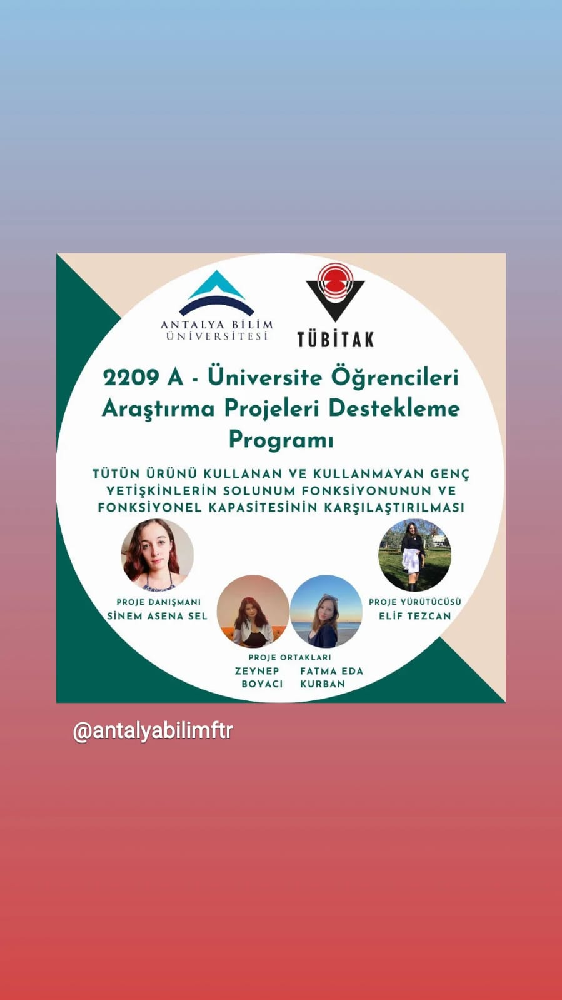 ANTALYA BİLİM
ÜNİVERSİTESİ
TÜBİTAK
2209 A - Üniversite Öğrencileri
Araştırma Projeleri Destekleme
Programı
TÜTÜN ÜRÜNÜ KULLANAN VE KULLANMAYAN GENÇ
YETİŞKİNLERİN SOLUNUM FONKSİYONUNUN VE
FONKSİYONEL KAPASİTESİNİN KARŞILAŞTIRILMASI
PROJE DANIŞMANI
SİNEM ASENA SEL
PROJE YÜRÜTÜCÜSÜ
ELİF TEZCAN
PROJE ORTAKLARI
ZEYNEP
BOYACI
FATMA EDA
KURBAN
@antalyabilimftr